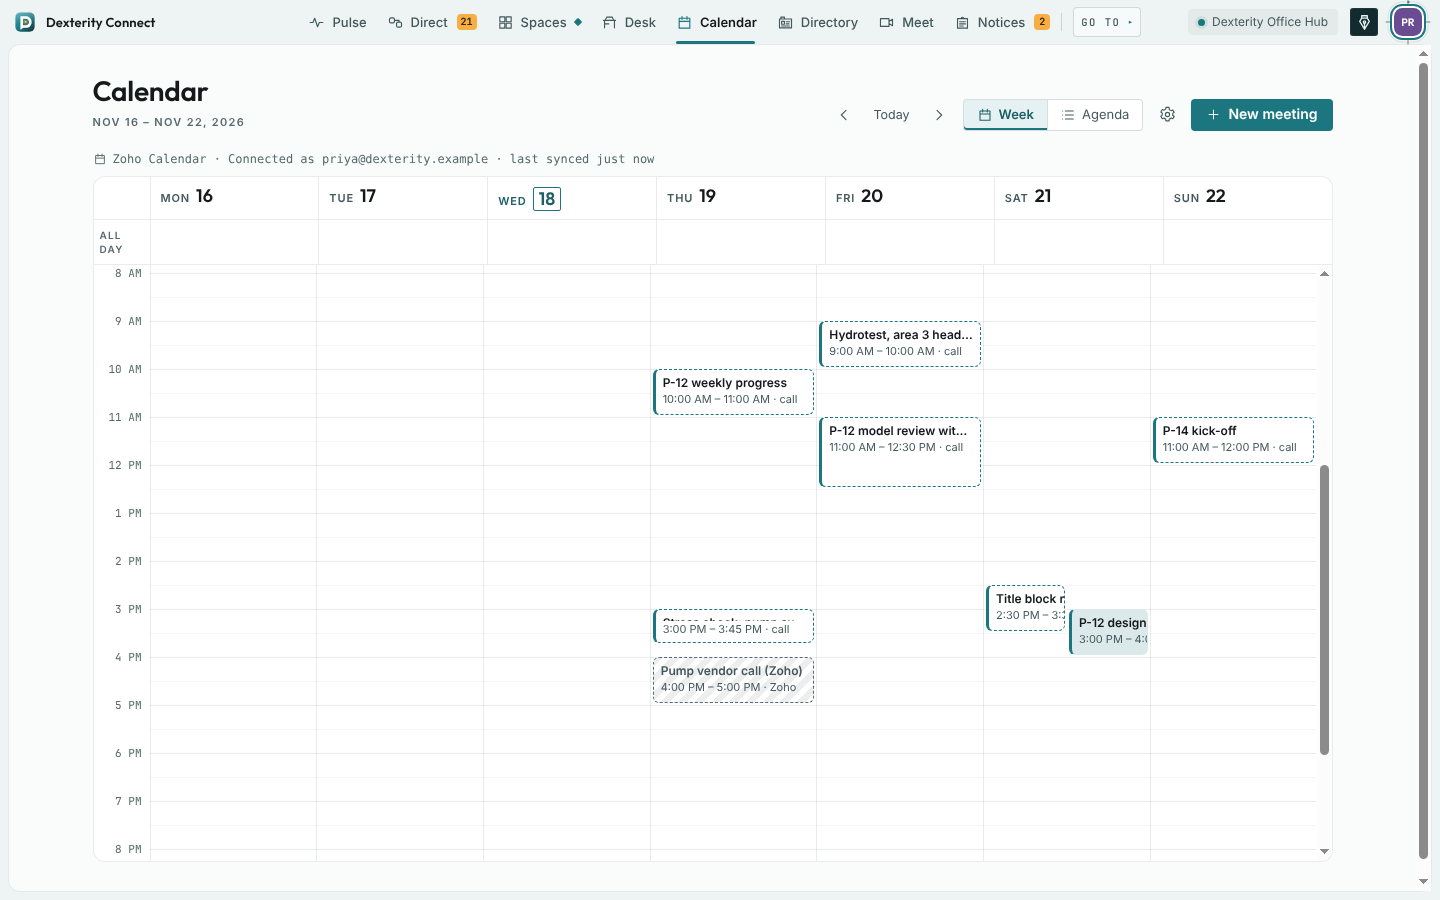 Dexterity Connect
Pulse
Direct 21
Spaces
Desk
Calendar
Directory
Meet
Notices 2
GO TO
Dexterity Office Hub
PR
Calendar
NOV 16 – NOV 22, 2026
Today
Week
Agenda
New meeting
Zoho Calendar · Connected as priya@dexterity.example · last synced just now
MON 16
TUE 17
WED 18
THU 19
FRI 20
SAT 21
SUN 22
ALL
DAY
8 AM
9 AM
10 AM
11 AM
12 PM
1 PM
2 PM
3 PM
4 PM
5 PM
6 PM
7 PM
8 PM
P-12 weekly progress
10:00 AM – 11:00 AM · call
3:00 PM – 3:45 PM · call
Pump vendor call (Zoho)
4:00 PM – 5:00 PM · Zoho
Hydrotest, area 3 head...
9:00 AM – 10:00 AM · call
P-12 model review wit...
11:00 AM – 12:30 PM · call
Title block
2:30 PM –
P-12 design
3:00 PM –
P-14 kick-off
11:00 AM – 12:00 PM · call